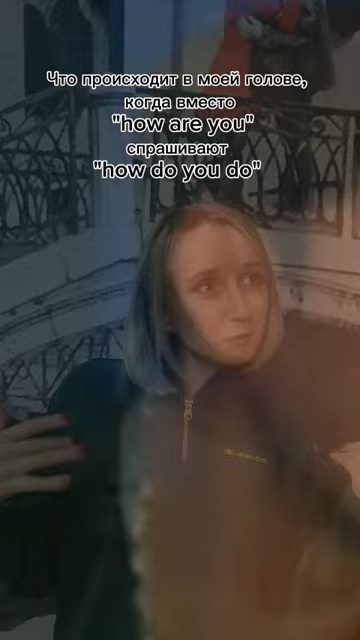 Что происходит в моей голове,
когда вместо
"how are you"
спрашивают
"how do you do"